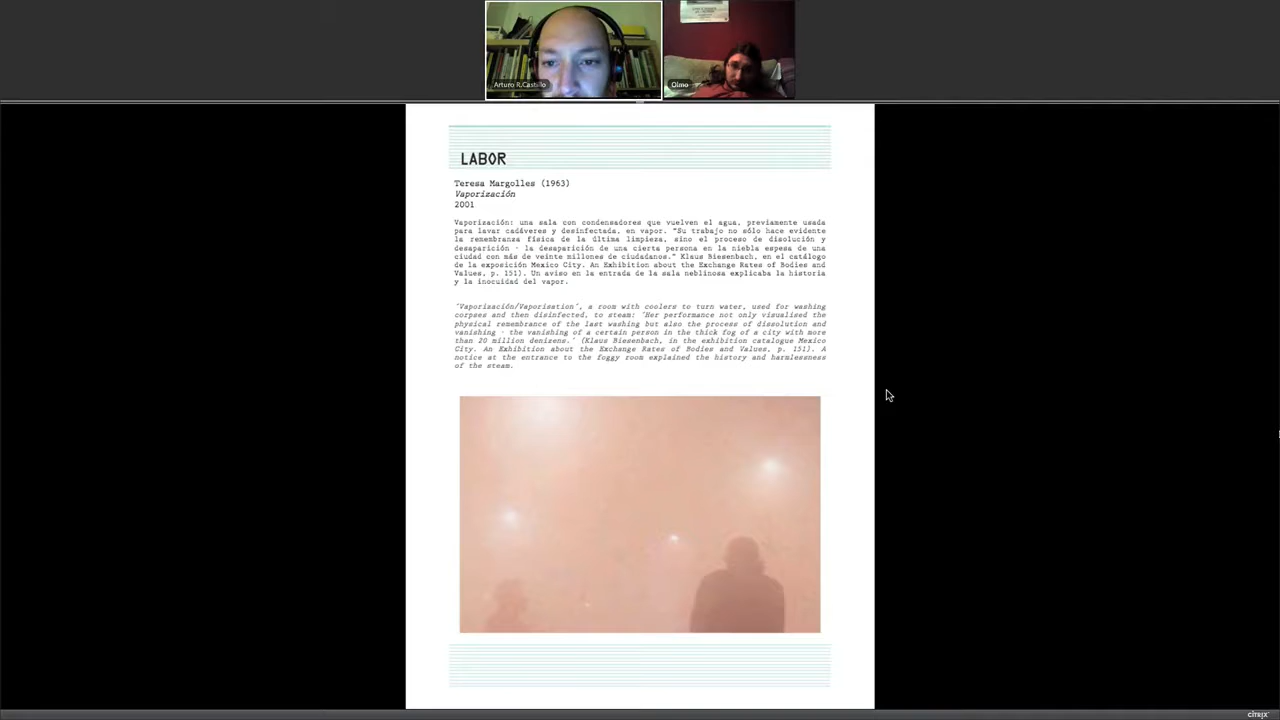 Arturo R.Castillo
Olmo
LABOR
Teresa Margolles (1963)
Vaporización
2001
Vaporización: una sala con condensadores que vuelven el agua, previamente usada
para lavar cadáveres y desinfectada, en vapor. "Su trabajo no sólo hace evidente
la remembranza física de la última limpieza, sino el proceso de disolución y
desaparición - la desaparición de una cierta persona en la niebla espesa de una
ciudad con más de veinte millones de ciudadanos." Klaus Biesenbach, en el catálogo
de la exposición Mexico City. An Exhibition about the Exchange Rates of Bodies and
Values, p. 151). Un aviso en la entrada de la sala neblinosa explicaba la historia
y la inocuidad del vapor.
'Vaporización/Vaporisation', a room with coolers to turn water, used for washing
corpses and then disinfected, to steam: 'Her performance not only visualised the
physical remembrance of the last washing but also the process of dissolution and
vanishing - the vanishing of a certain person in the thick fog of a city with more
than 20 million denizens.' (Klaus Biesenbach, in the exhibition catalogue Mexico
City. An Exhibition about the Exchange Rates of Bodies and Values, p. 151]. A
notice at the entrance to the foggy room explained the history and harmlessness
of the steam.
CITRIX